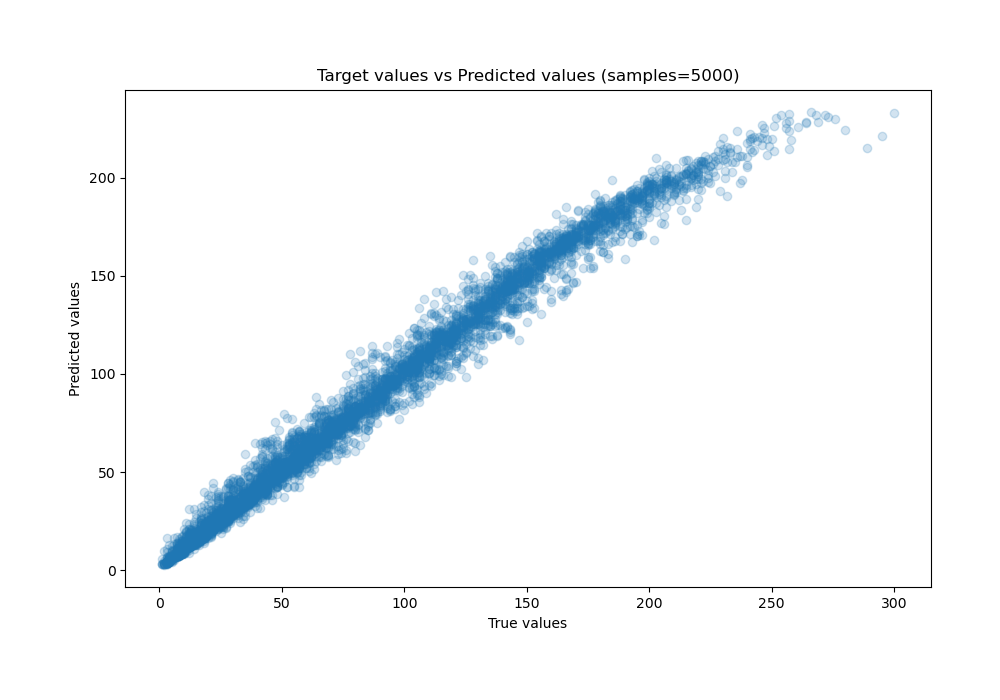 Target values vs Predicted values (samples=5000)
Predicted values
200
150
100
50
0
0 50 100 150 200 250 300
True values